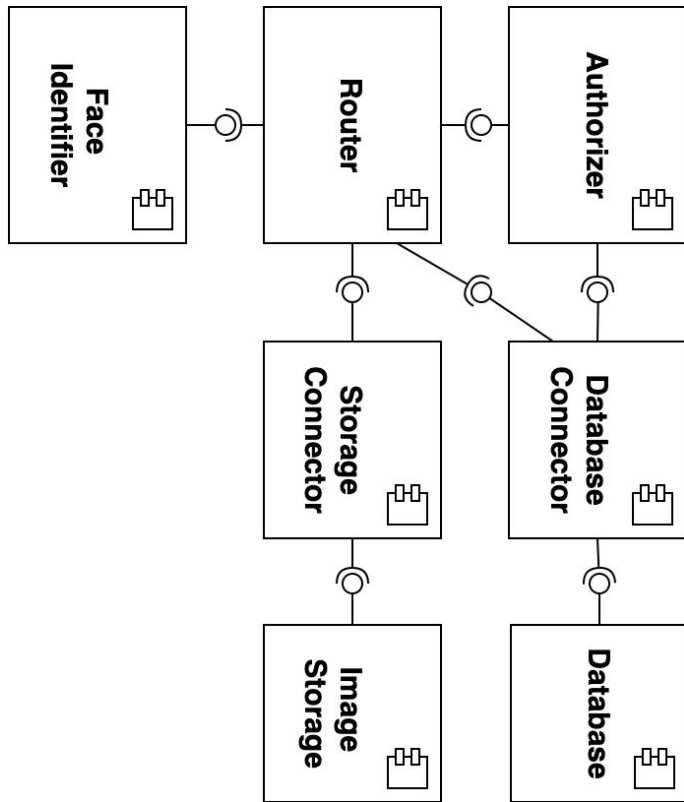 Authorizer
Database
Connector
Database
Router
Storage
Connector
Image
Storage
Face
Identifier